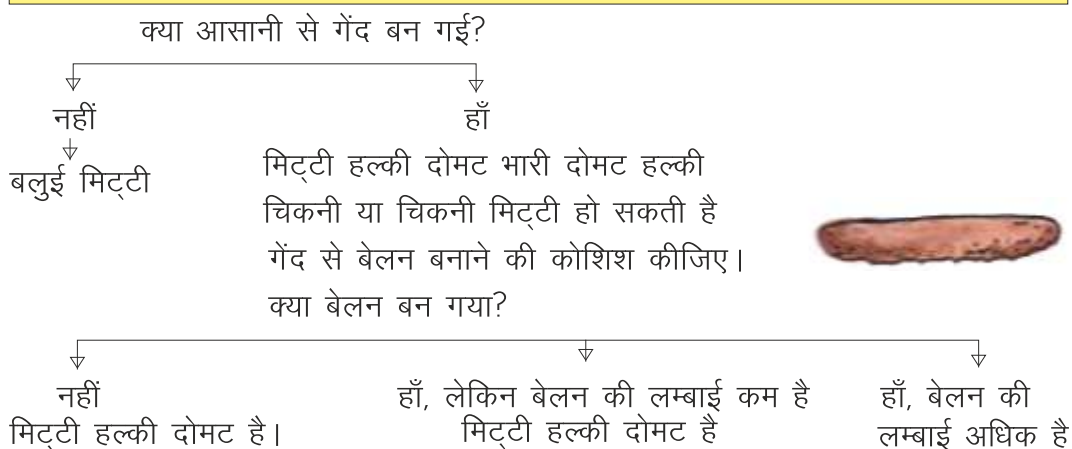 क्या आसानी से गेंद बन गई?
नहीं
हाँ
बलुई मिट्टी
मिट्टी हल्की दोमट भारी दोमट हल्की
चिकनी या चिकनी मिट्टी हो सकती है
गेंद से बेलन बनाने की कोशिश कीजिए।
क्या बेलन बन गया?
नहीं
मिट्टी हल्की दोमट है।
हाँ, लेकिन बेलन की लम्बाई कम है
मिट्टी हल्की दोमट है
हाँ, बेलन की
लम्बाई अधिक है